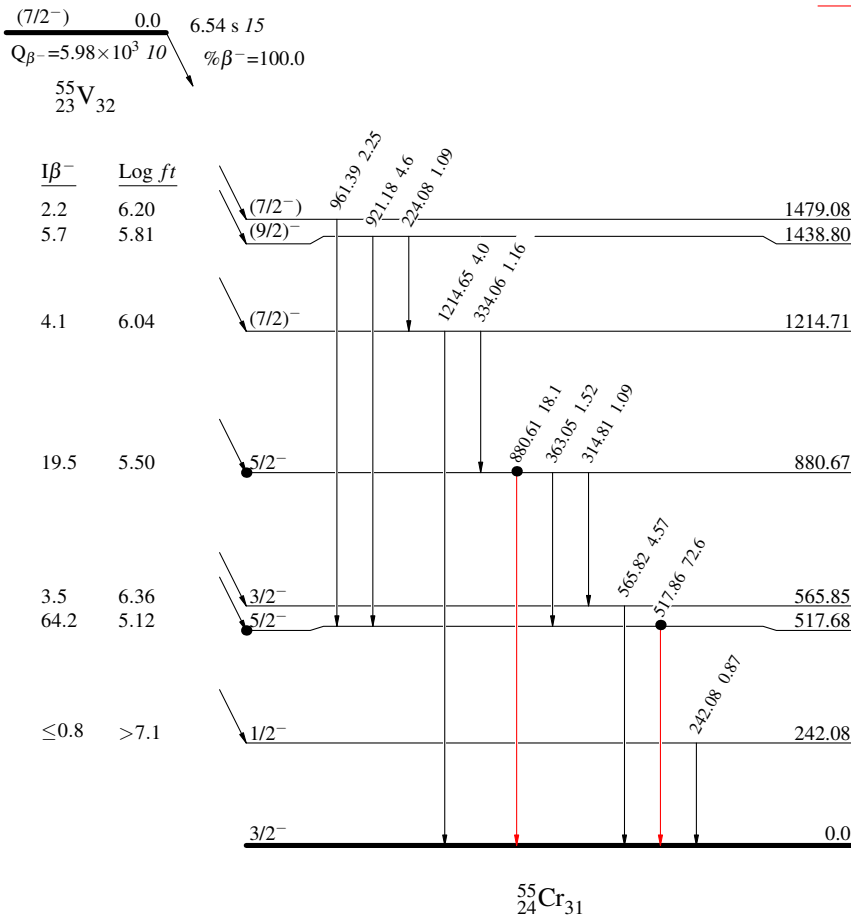 (7/2−) 0.0 6.54 s 15
Qβ−=5.98×10³ 10 %β−=100.0
⁵⁵₂₃V₃₂
Iβ− Log ft
961.39 2.25
921.18 4.6
224.08 1.09
2.2 6.20 (7/2−) 1479.08
5.7 5.81 (9/2)− 1438.80
1214.65 4.0
334.06 1.16
4.1 6.04 (7/2)− 1214.71
880.61 18.1
363.05 1.52
314.81 1.09
19.5 5.50 5/2− 880.67
565.82 4.57
517.86 72.6
3.5 6.36 3/2− 565.85
64.2 5.12 5/2− 517.68
242.08 0.87
≤0.8 >7.1 1/2− 242.08
3/2− 0.0
⁵⁵₂₄Cr₃₁